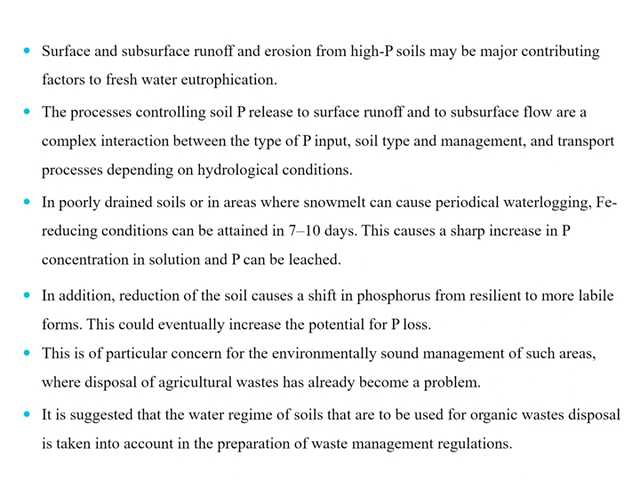 • Surface and subsurface runoff and erosion from high-P soils may be major contributing
factors to fresh water eutrophication.
• The processes controlling soil P release to surface runoff and to subsurface flow are a
complex interaction between the type of P input, soil type and management, and transport
processes depending on hydrological conditions.
• In poorly drained soils or in areas where snowmelt can cause periodical waterlogging, Fe-
reducing conditions can be attained in 7–10 days. This causes a sharp increase in P
concentration in solution and P can be leached.
• In addition, reduction of the soil causes a shift in phosphorus from resilient to more labile
forms. This could eventually increase the potential for P loss.
• This is of particular concern for the environmentally sound management of such areas,
where disposal of agricultural wastes has already become a problem.
• It is suggested that the water regime of soils that are to be used for organic wastes disposal
is taken into account in the preparation of waste management regulations.